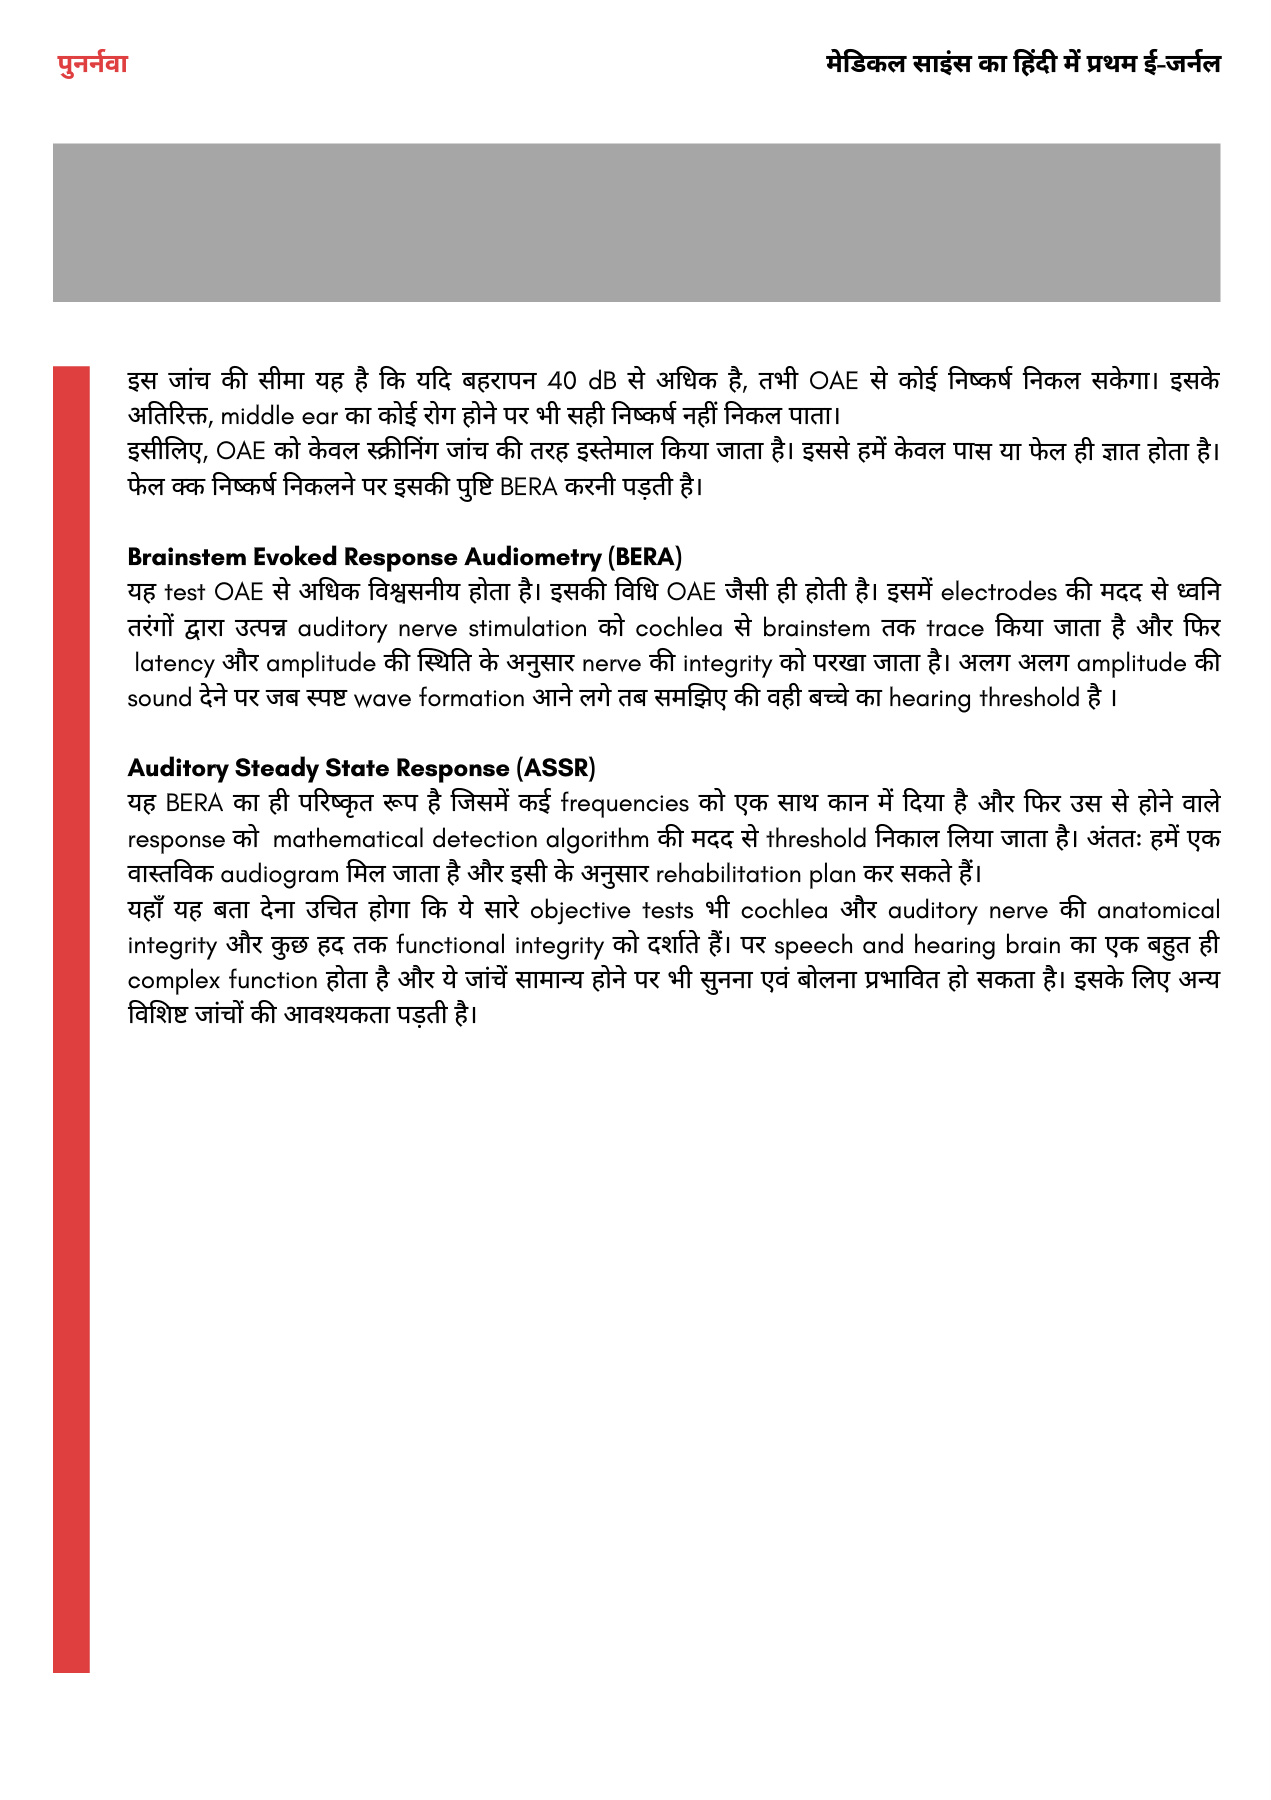 पुनर्नवा
मेडिकल साइंस का हिंदी में प्रथम ई-जर्नल
इस जांच की सीमा यह है कि यदि बहरापन 40 dB से अधिक है, तभी OAE से कोई निष्कर्ष निकल सकेगा। इसके
अतिरिक्त, middle ear का कोई रोग होने पर भी सही निष्कर्ष नहीं निकल पाता।
इसीलिए, OAE को केवल स्क्रीनिंग जांच की तरह इस्तेमाल किया जाता है। इससे हमें केवल पास या फेल ही ज्ञात होता है।
फेल क्क निष्कर्ष निकलने पर इसकी पुष्टि BERA करनी पड़ती है।
Brainstem Evoked Response Audiometry (BERA)
यह test OAE से अधिक विश्वसनीय होता है। इसकी विधि OAE जैसी ही होती है। इसमें electrodes की मदद से ध्वनि
तरंगों द्वारा उत्पन्न auditory nerve stimulation को cochlea से brainstem तक trace किया जाता है और फिर
latency और amplitude की स्थिति के अनुसार nerve की integrity को परखा जाता है। अलग अलग amplitude की
sound देने पर जब स्पष्ट wave formation आने लगे तब समझिए की वही बच्चे का hearing threshold है ।
Auditory Steady State Response (ASSR)
यह BERA का ही परिष्कृत रूप है जिसमें कई frequencies को एक साथ कान में दिया है और फिर उस से होने वाले
response को mathematical detection algorithm की मदद से threshold निकाल लिया जाता है। अंततः हमें एक
वास्तविक audiogram मिल जाता है और इसी के अनुसार rehabilitation plan कर सकते हैं।
यहाँ यह बता देना उचित होगा कि ये सारे objective tests भी cochlea और auditory nerve की anatomical
integrity और कुछ हद तक functional integrity को दर्शाते हैं। पर speech and hearing brain का एक बहुत ही
complex function होता है और ये जांचें सामान्य होने पर भी सुनना एवं बोलना प्रभावित हो सकता है। इसके लिए अन्य
विशिष्ट जांचों की आवश्यकता पड़ती है।